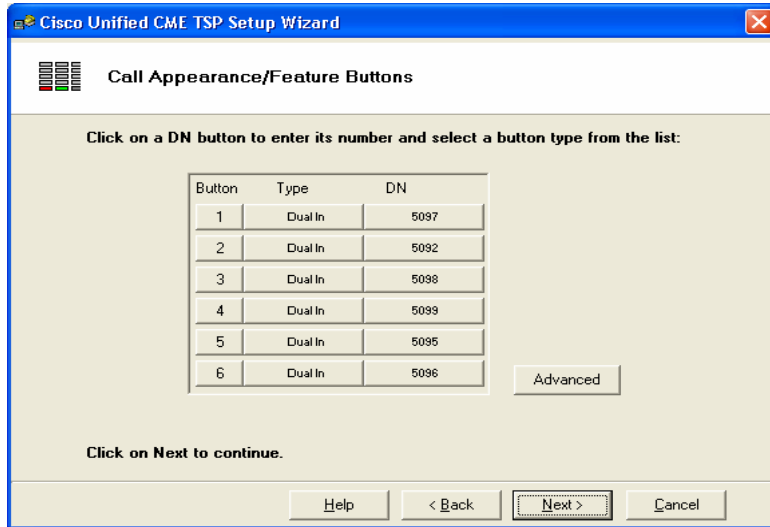 Cisco Unified CME TSP Setup Wizard
Call Appearance/Feature Buttons
Click on a DN button to enter its number and select a button type from the list:
Button Type DN
1 Dual In 5097
2 Dual In 5092
3 Dual In 5098
4 Dual In 5099
5 Dual In 5095
6 Dual In 5096
Advanced
Click on Next to continue.
Help < Back Next > Cancel